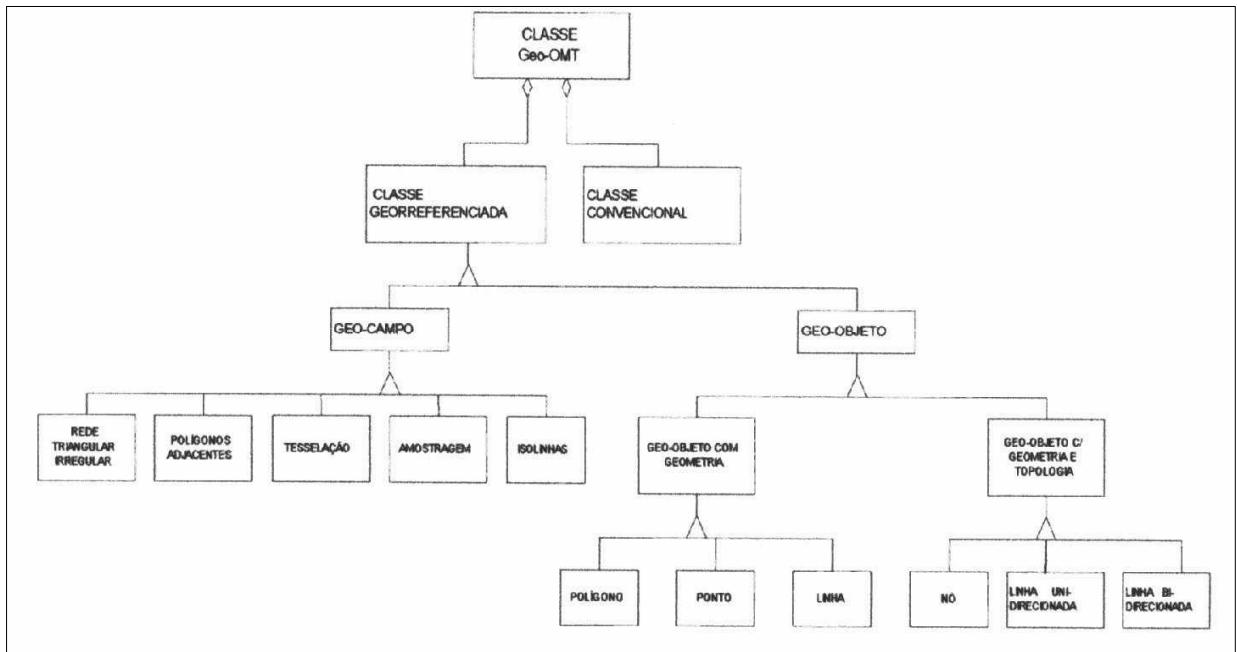 CLASSE
Geo-OMT
CLASSE
GEORREFERENCIADA
CLASSE
CONVENCIONAL
GEO-CAMPO
GEO-OBJETO
REDE
TRIANGULAR
IRREGULAR
POLÍGONOS
ADJACENTES
TESSELAÇÃO
AMOSTRAGEM
ISOLINHAS
GEO-OBJETO COM
GEOMETRIA
GEO-OBJETO C/
GEOMETRIA E
TOPOLOGIA
POLÍGONO
PONTO
LINHA
NÓ
LINHA UNI-
DIRECIONADA
LINHA BI-
DIRECIONADA